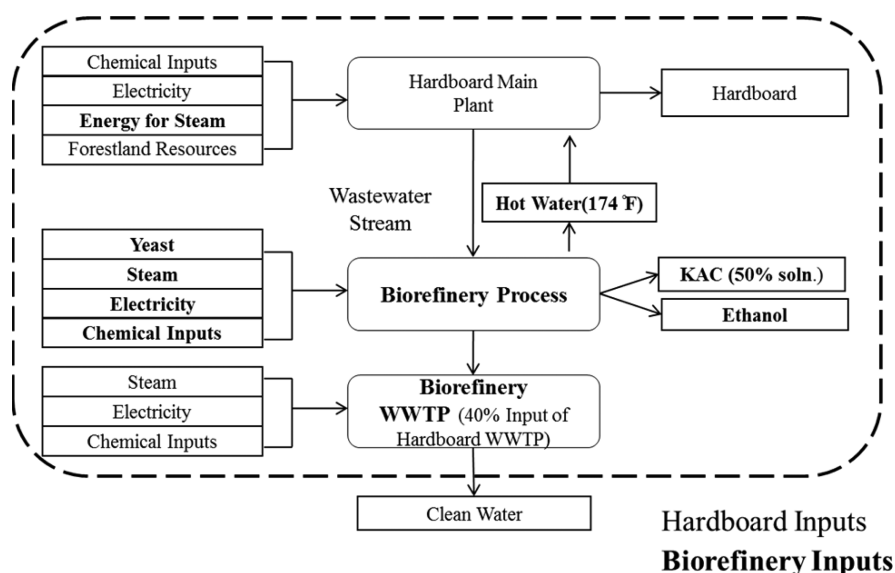 Chemical Inputs
Electricity
Energy for Steam
Forestland Resources
Hardboard Main
Plant
Hardboard
Wastewater
Stream
Hot Water(174 ℉)
Yeast
Steam
Electricity
Chemical Inputs
Biorefinery Process
KAC (50% soln.)
Ethanol
Steam
Electricity
Chemical Inputs
Biorefinery
WWTP (40% Input of
Hardboard WWTP)
Clean Water
Hardboard Inputs
Biorefinery Inputs